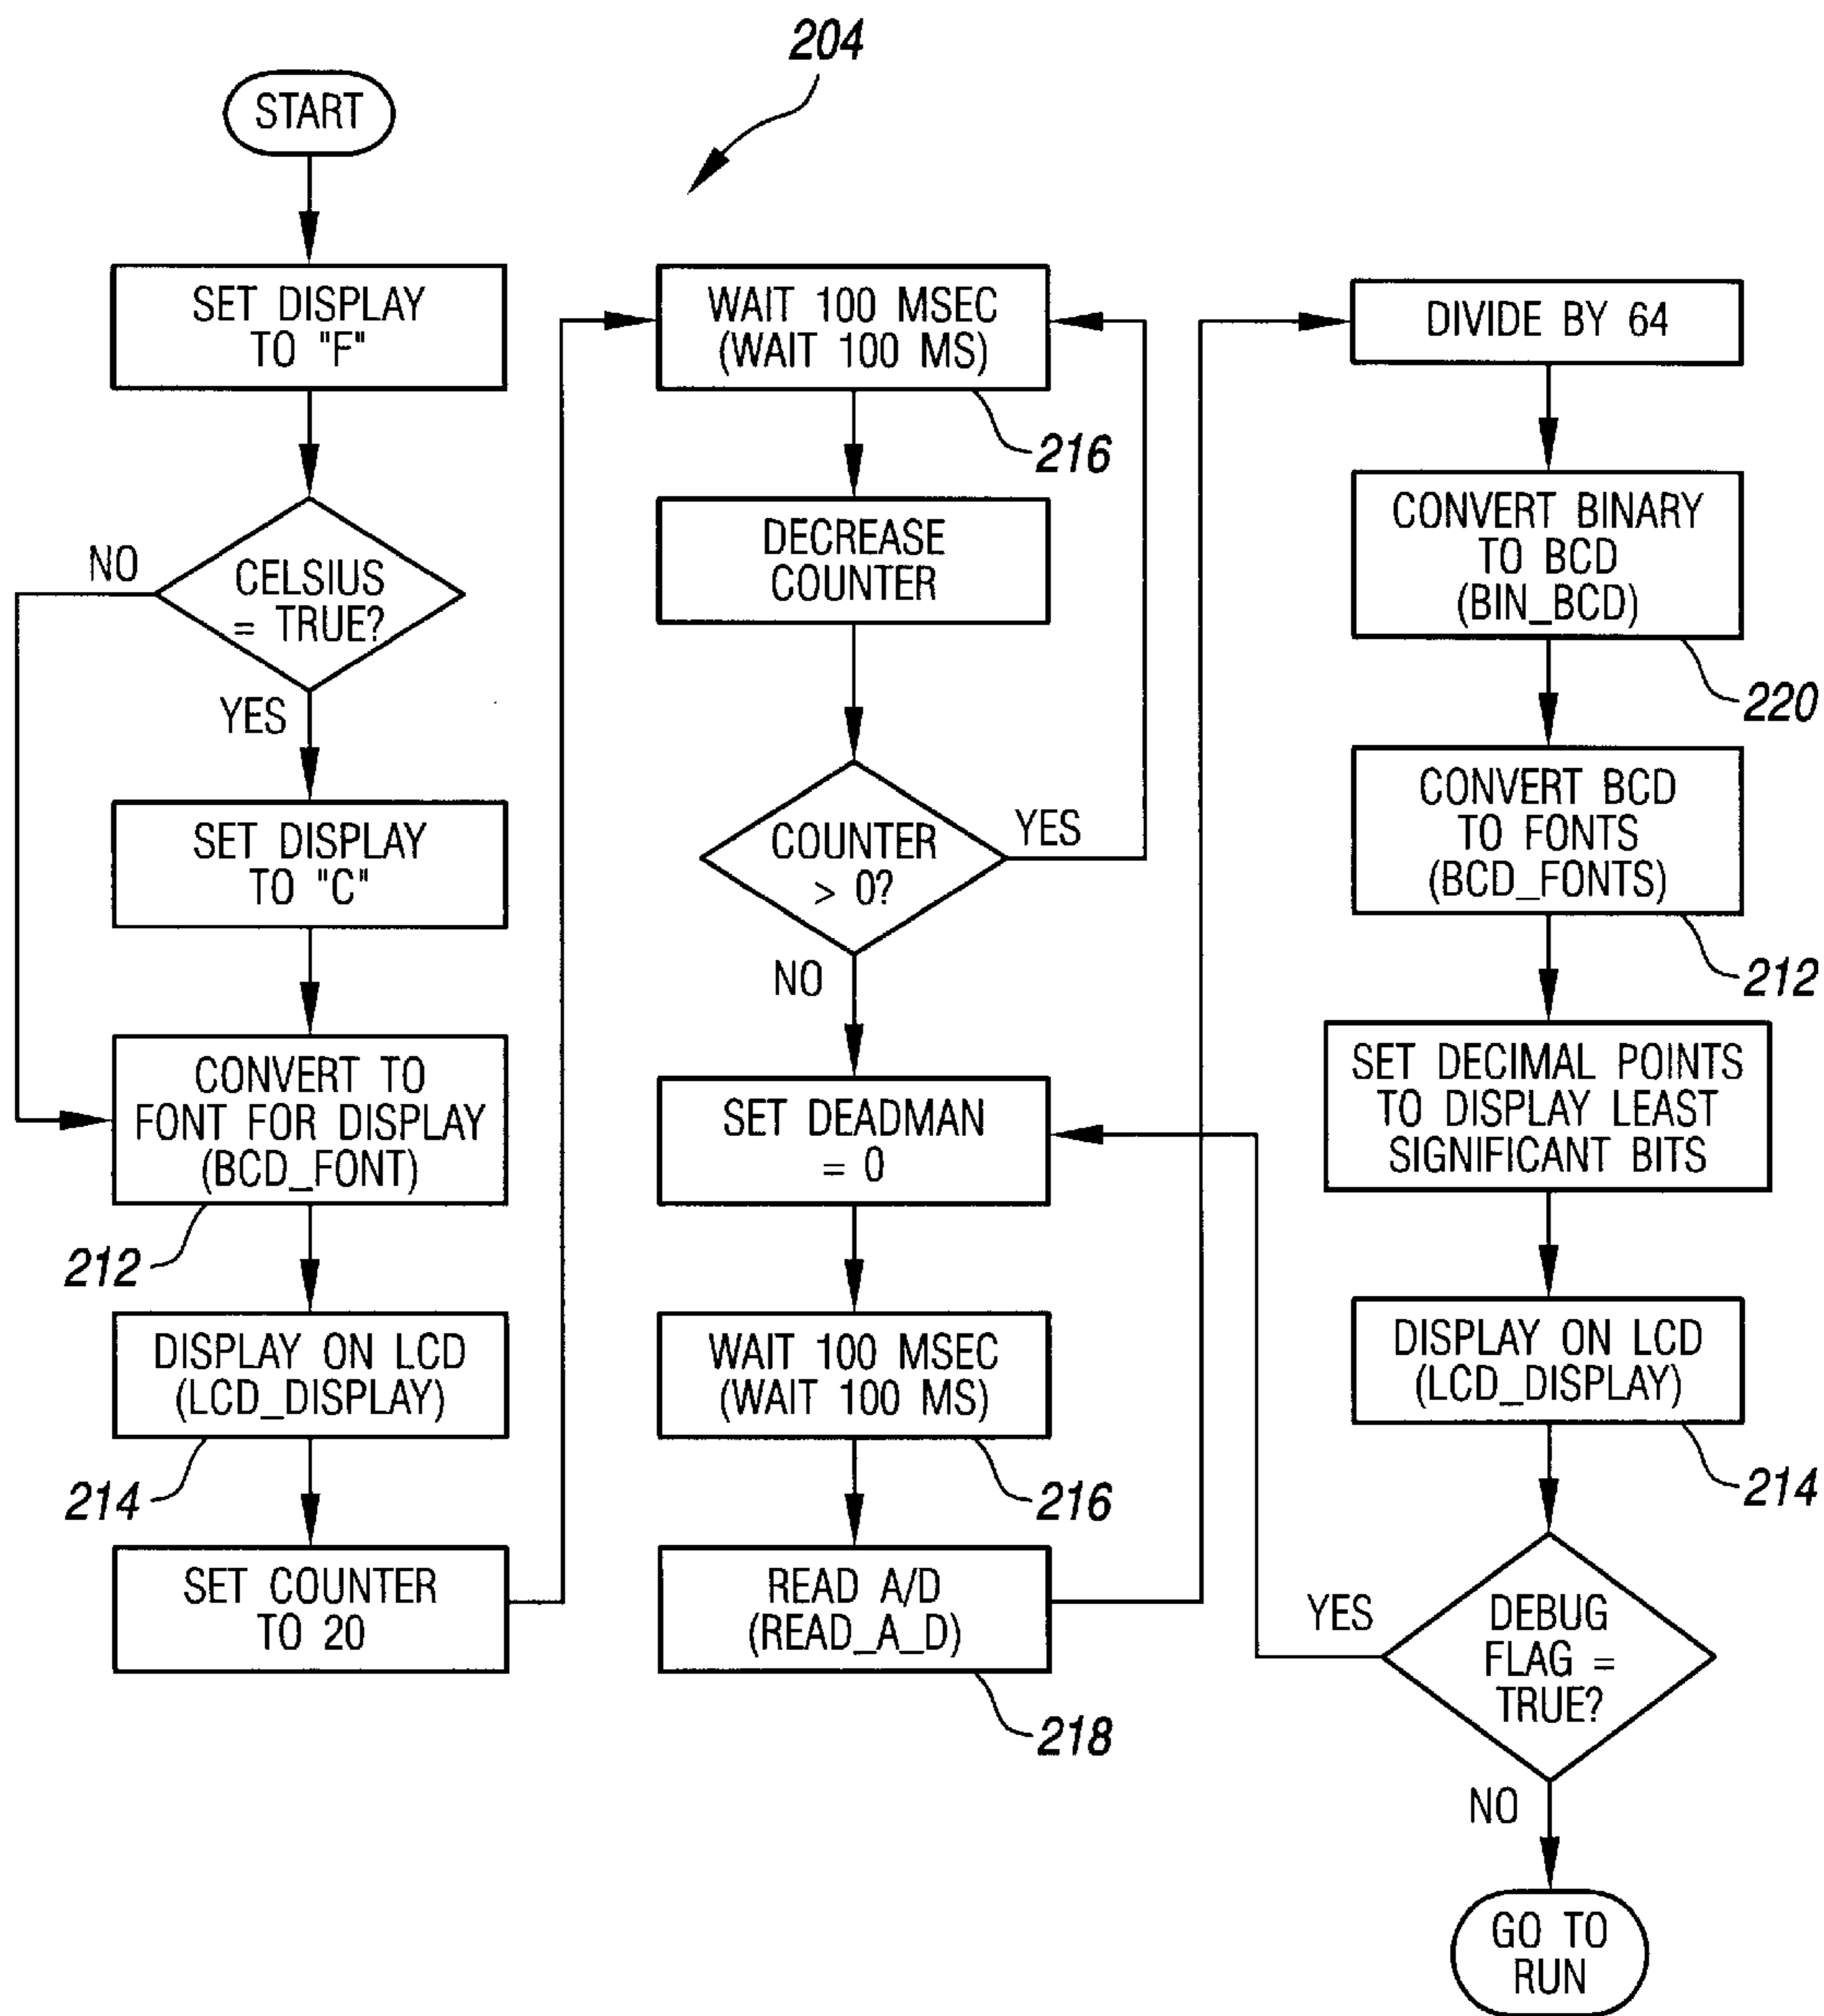 204
START
SET DISPLAY
TO "F"
NO
CELSIUS
= TRUE?
YES
SET DISPLAY
TO "C"
CONVERT TO
FONT FOR DISPLAY
(BCD_FONT)
212
DISPLAY ON LCD
(LCD_DISPLAY)
214
SET COUNTER
TO 20
WAIT 100 MSEC
(WAIT 100 MS)
216
DECREASE
COUNTER
COUNTER
> 0?
YES
NO
SET DEADMAN
= 0
WAIT 100 MSEC
(WAIT 100 MS)
216
READ A/D
(READ_A_D)
218
DIVIDE BY 64
CONVERT BINARY
TO BCD
(BIN_BCD)
220
CONVERT BCD
TO FONTS
(BCD_FONTS)
212
SET DECIMAL POINTS
TO DISPLAY LEAST
SIGNIFICANT BITS
DISPLAY ON LCD
(LCD_DISPLAY)
214
YES
DEBUG
FLAG =
TRUE?
NO
GO TO
RUN